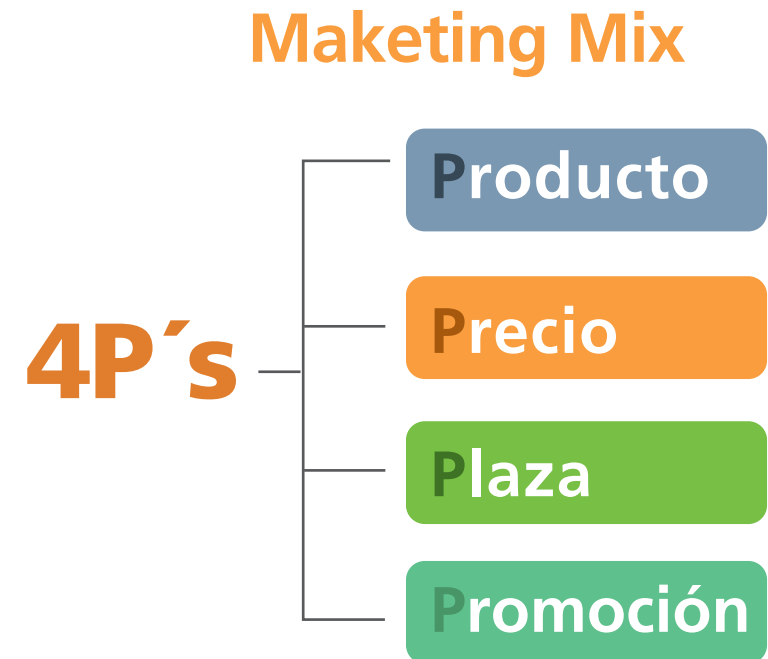 Maketing Mix
4P´s
Producto
Precio
Plaza
Promoción